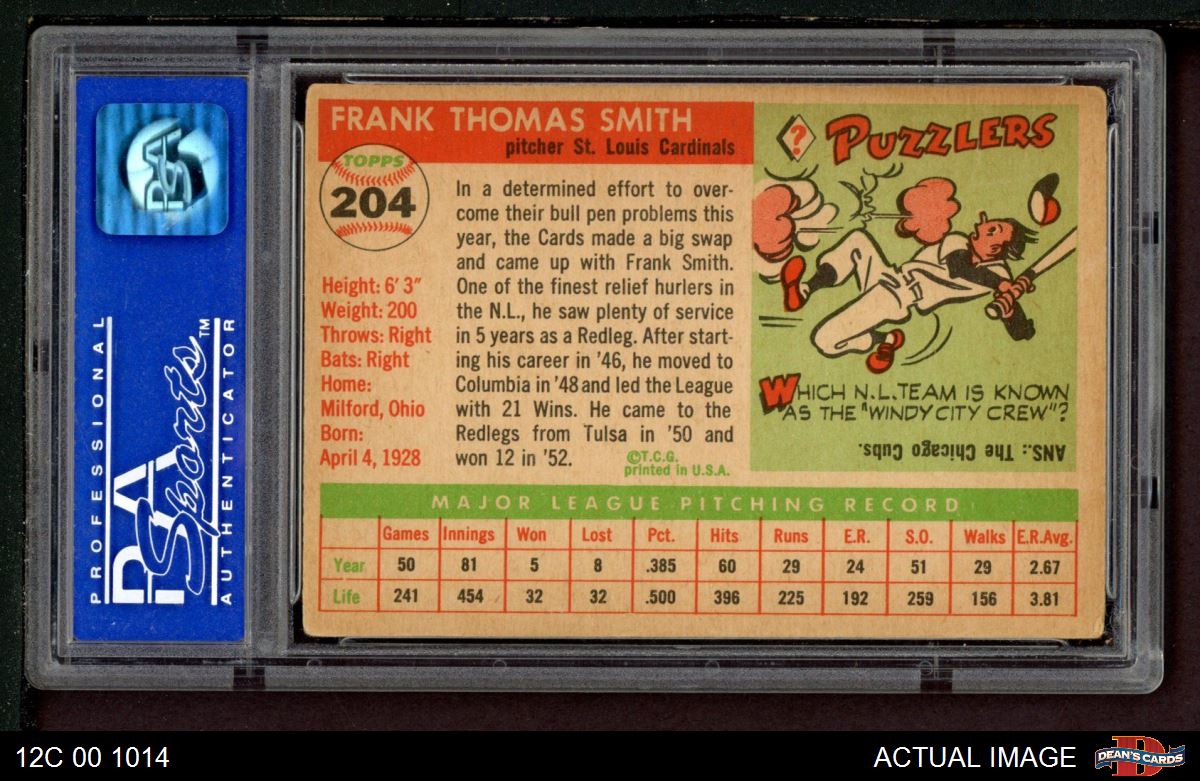 PSA
PROFESSIONAL
PSA
Sports™
AUTHENTICATOR
FRANK THOMAS SMITH
pitcher St. Louis Cardinals
TOPPS
204
Height: 6' 3"
Weight: 200
Throws: Right
Bats: Right
Home:
Milford, Ohio
Born:
April 4, 1928
In a determined effort to over-
come their bull pen problems this
year, the Cards made a big swap
and came up with Frank Smith.
One of the finest relief hurlers in
the N.L., he saw plenty of service
in 5 years as a Redleg. After start-
ing his career in '46, he moved to
Columbia in '48 and led the League
with 21 Wins. He came to the
Redlegs from Tulsa in '50 and
won 12 in '52.
©T.C.G.
printed in U.S.A.
? PUZZLERS
WHICH N.L. TEAM IS KNOWN
AS THE "WINDY CITY CREW"?
ANS.: The Chicago Cubs.
MAJOR LEAGUE PITCHING RECORD
Games Innings Won Lost Pct. Hits Runs E.R. S.O. Walks E.R.Avg.
Year 50 81 5 8 .385 60 29 24 51 29 2.67
Life 241 454 32 32 .500 396 225 192 259 156 3.81
12C 00 1014
ACTUAL IMAGE
DEAN'S CARDS